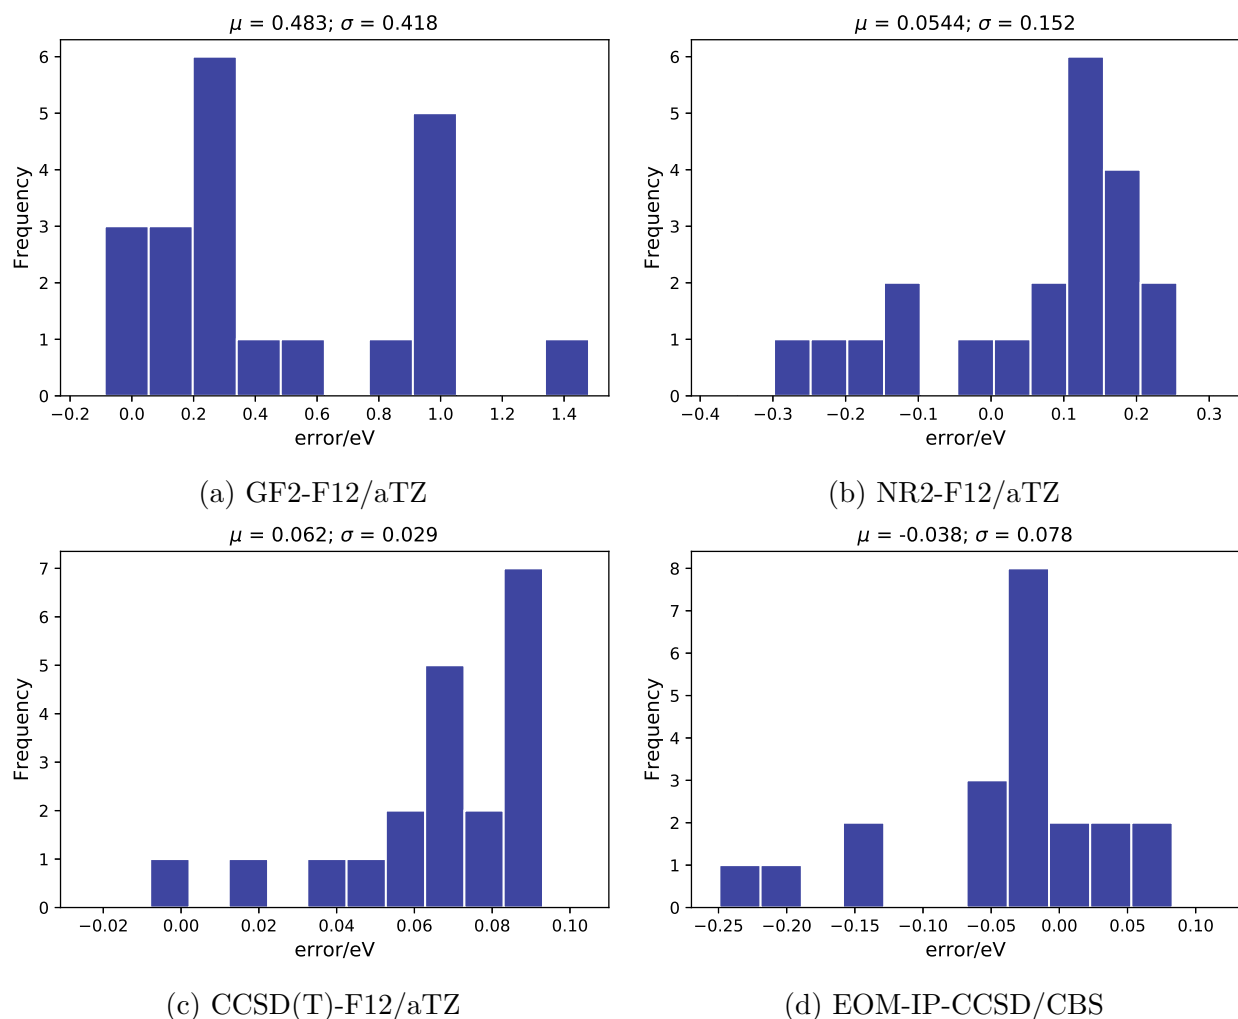 μ = 0.483; σ = 0.418
Frequency
6
5
4
3
2
1
0
−0.2 0.0 0.2 0.4 0.6 0.8 1.0 1.2 1.4
error/eV
(a) GF2-F12/aTZ
μ = 0.0544; σ = 0.152
Frequency
6
5
4
3
2
1
0
−0.4 −0.3 −0.2 −0.1 0.0 0.1 0.2 0.3
error/eV
(b) NR2-F12/aTZ
μ = 0.062; σ = 0.029
Frequency
7
6
5
4
3
2
1
0
−0.02 0.00 0.02 0.04 0.06 0.08 0.10
error/eV
(c) CCSD(T)-F12/aTZ
μ = -0.038; σ = 0.078
Frequency
8
7
6
5
4
3
2
1
0
−0.25 −0.20 −0.15 −0.10 −0.05 0.00 0.05 0.10
error/eV
(d) EOM-IP-CCSD/CBS